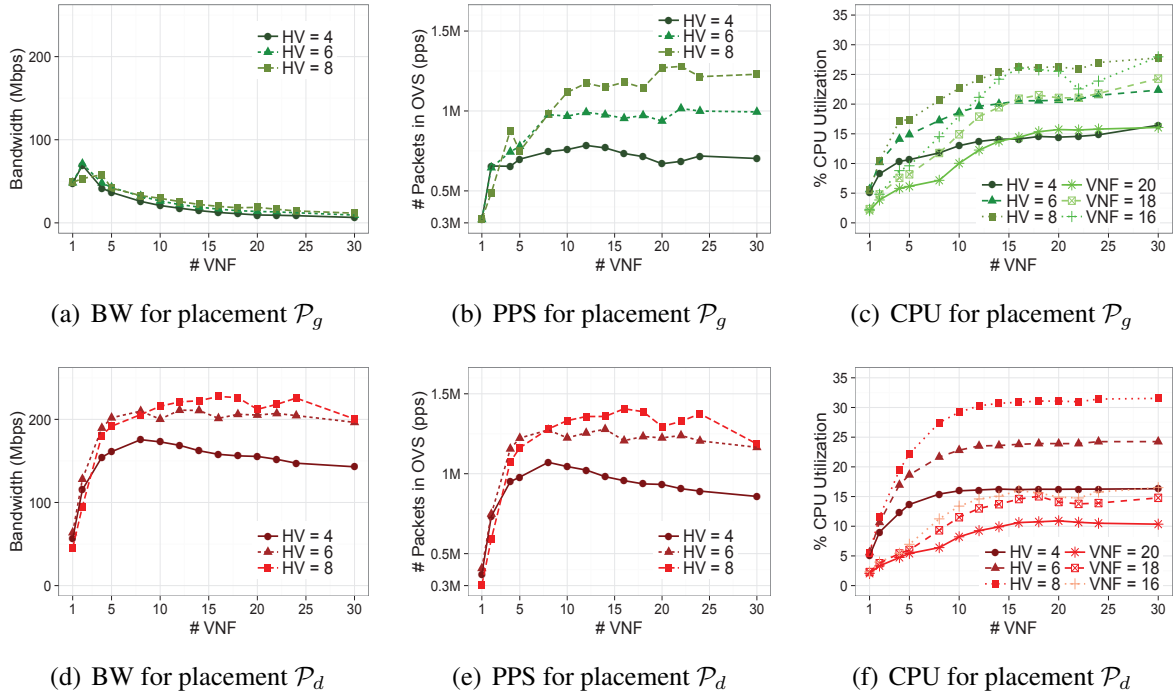 Bandwidth (Mbps)
200
100
0
HV = 4
HV = 6
HV = 8
1 5 10 15 20 25 30
# VNF
(a) BW for placement 𝒫g
# Packets in OVS (pps)
1.5M
1M
0.5M
0.3M
HV = 4
HV = 6
HV = 8
1 5 10 15 20 25 30
# VNF
(b) PPS for placement 𝒫g
% CPU Utilization
35
30
25
20
15
10
5
0
HV = 4 VNF = 20
HV = 6 VNF = 18
HV = 8 VNF = 16
1 5 10 15 20 25 30
# VNF
(c) CPU for placement 𝒫g
Bandwidth (Mbps)
200
100
0
HV = 4
HV = 6
HV = 8
1 5 10 15 20 25 30
# VNF
(d) BW for placement 𝒫d
# Packets in OVS (pps)
1.5M
1M
0.5M
0.3M
HV = 4
HV = 6
HV = 8
1 5 10 15 20 25 30
# VNF
(e) PPS for placement 𝒫d
% CPU Utilization
35
30
25
20
15
10
5
0
HV = 4 VNF = 20
HV = 6 VNF = 18
HV = 8 VNF = 16
1 5 10 15 20 25 30
# VNF
(f) CPU for placement 𝒫d